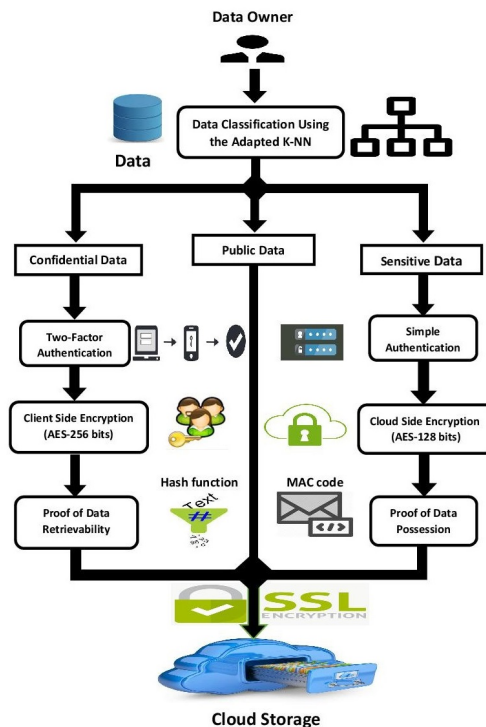 Data Owner
Data Classification Using
the Adapted K-NN
Data
Confidential Data
Public Data
Sensitive Data
Two-Factor
Authentication
Simple
Authentication
Client Side Encryption
(AES-256 bits)
Cloud Side Encryption
(AES-128 bits)
Hash function
Text
#
MAC code
</>
Proof of Data
Retrievability
Proof of Data
Possession
SSL
ENCRYPTION
Cloud Storage